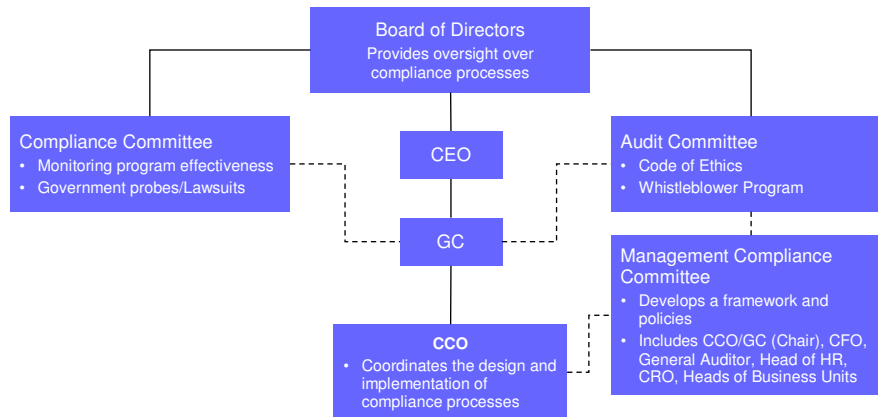 Board of Directors
Provides oversight over
compliance processes
Compliance Committee
• Monitoring program effectiveness
• Government probes/Lawsuits
CEO
Audit Committee
• Code of Ethics
• Whistleblower Program
GC
Management Compliance
Committee
• Develops a framework and
policies
• Includes CCO/GC (Chair), CFO,
General Auditor, Head of HR,
CRO, Heads of Business Units
CCO
• Coordinates the design and
implementation of
compliance processes